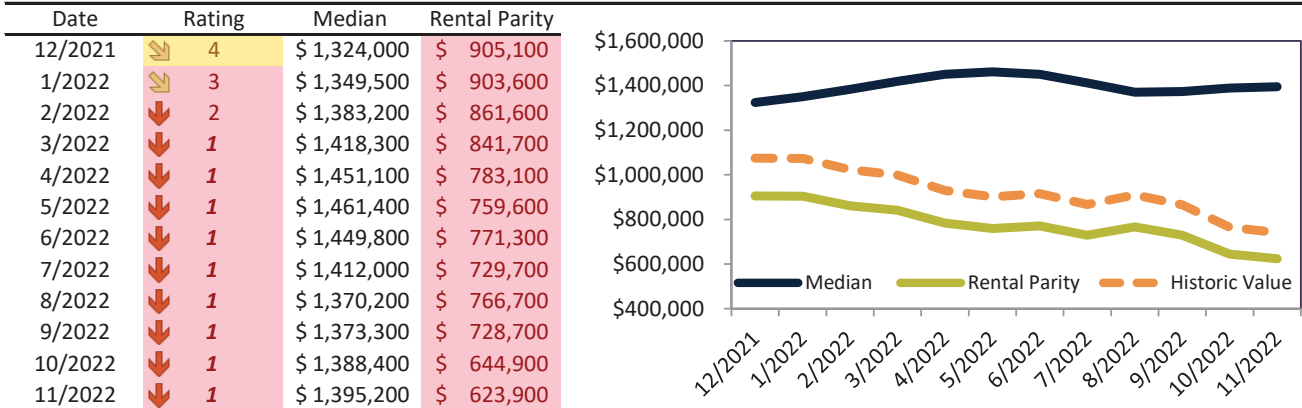 Date Rating Median Rental Parity
12/2021 4 $ 1,324,000 $ 905,100
1/2022 3 $ 1,349,500 $ 903,600
2/2022 2 $ 1,383,200 $ 861,600
3/2022 1 $ 1,418,300 $ 841,700
4/2022 1 $ 1,451,100 $ 783,100
5/2022 1 $ 1,461,400 $ 759,600
6/2022 1 $ 1,449,800 $ 771,300
7/2022 1 $ 1,412,000 $ 729,700
8/2022 1 $ 1,370,200 $ 766,700
9/2022 1 $ 1,373,300 $ 728,700
10/2022 1 $ 1,388,400 $ 644,900
11/2022 1 $ 1,395,200 $ 623,900
$1,600,000
$1,400,000
$1,200,000
$1,000,000
$800,000
$600,000
$400,000
Median Rental Parity Historic Value
12/2021 1/2022 2/2022 3/2022 4/2022 5/2022 6/2022 7/2022 8/2022 9/2022 10/2022 11/2022